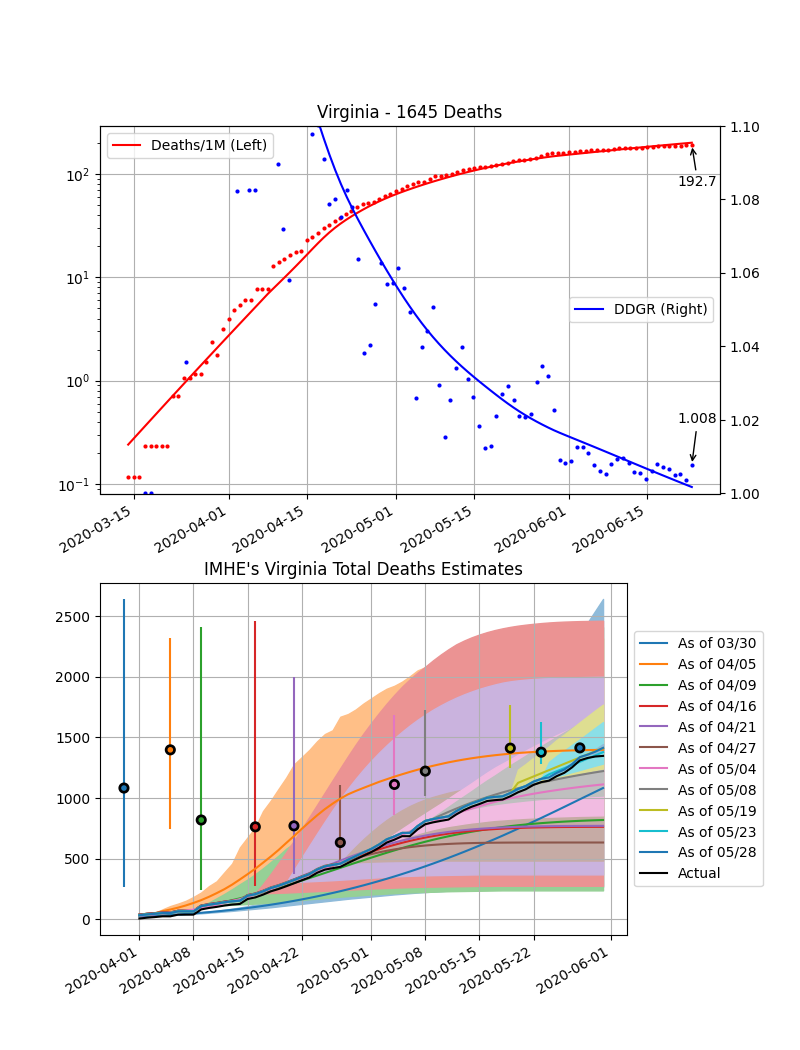 Virginia - 1645 Deaths
Deaths/1M (Left)
DDGR (Right)
192.7
1.008
10²
10¹
10⁰
10⁻¹
1.10
1.08
1.06
1.04
1.02
1.00
2020-03-15
2020-04-01
2020-04-15
2020-05-01
2020-05-15
2020-06-01
2020-06-15
IMHE's Virginia Total Deaths Estimates
2500
2000
1500
1000
500
0
2020-04-01
2020-04-08
2020-04-15
2020-04-22
2020-05-01
2020-05-08
2020-05-15
2020-05-22
2020-06-01
As of 03/30
As of 04/05
As of 04/09
As of 04/16
As of 04/21
As of 04/27
As of 05/04
As of 05/08
As of 05/19
As of 05/23
As of 05/28
Actual